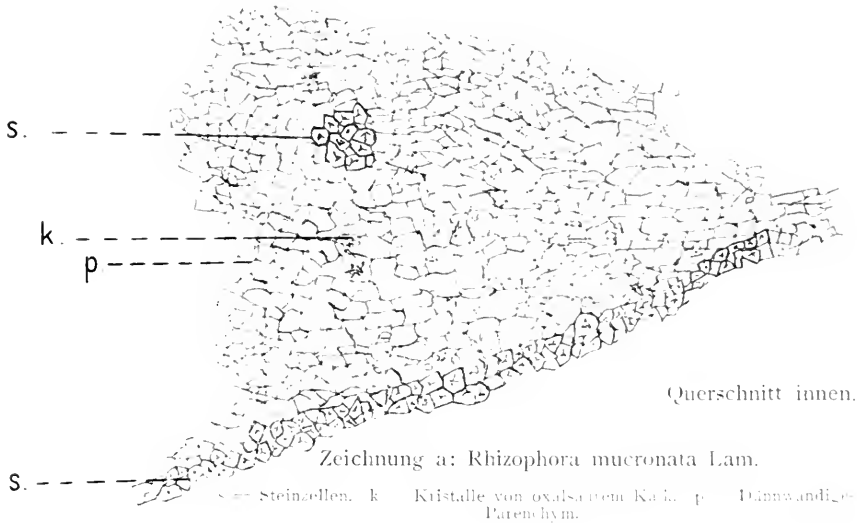 s.
k.
p
Querschnitt innen.
s.
Zeichnung a: Rhizophora mucronata Lam.
s = Steinzellen. k Kristalle von oxalsaurem Kalk. p Dünnwandiges
Parenchym.